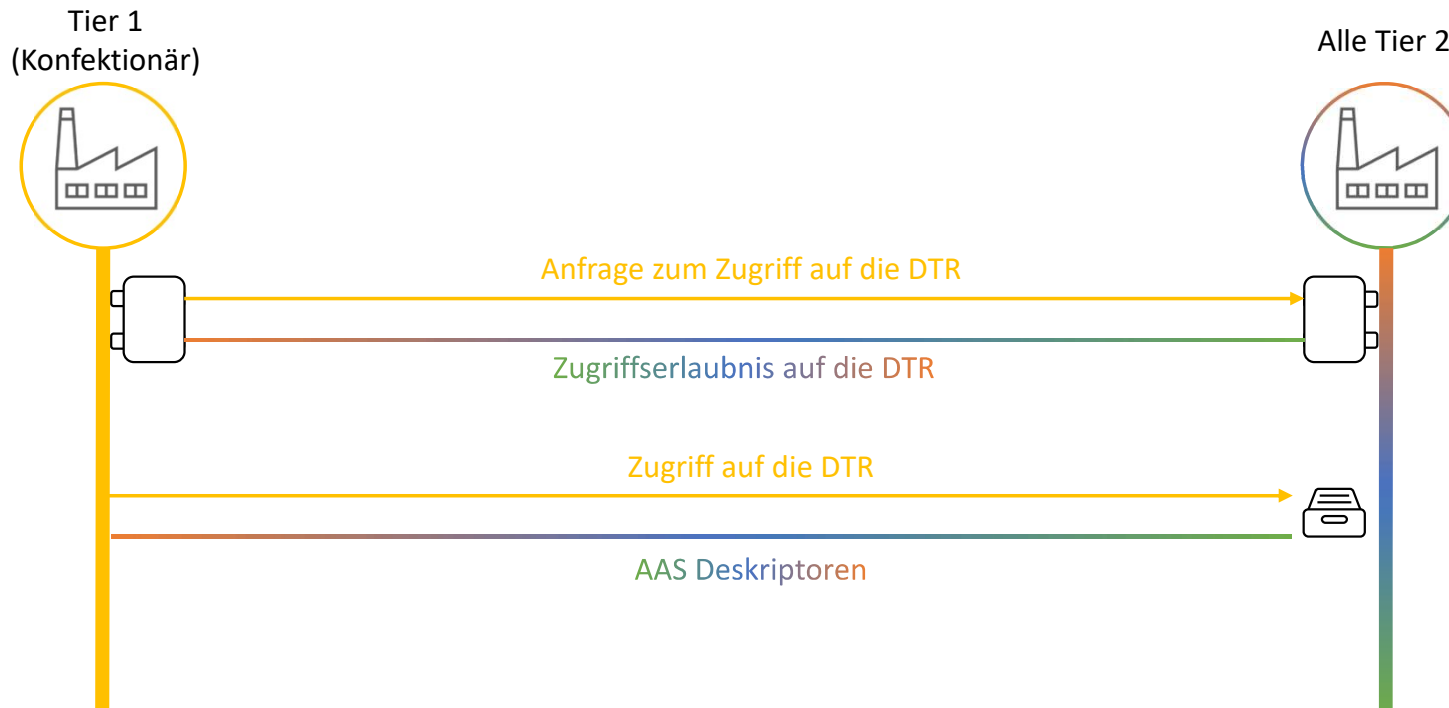 Tier 1
(Konfektionär)
Alle Tier 2
Anfrage zum Zugriff auf die DTR
Zugriffserlaubnis auf die DTR
Zugriff auf die DTR
AAS Deskriptoren